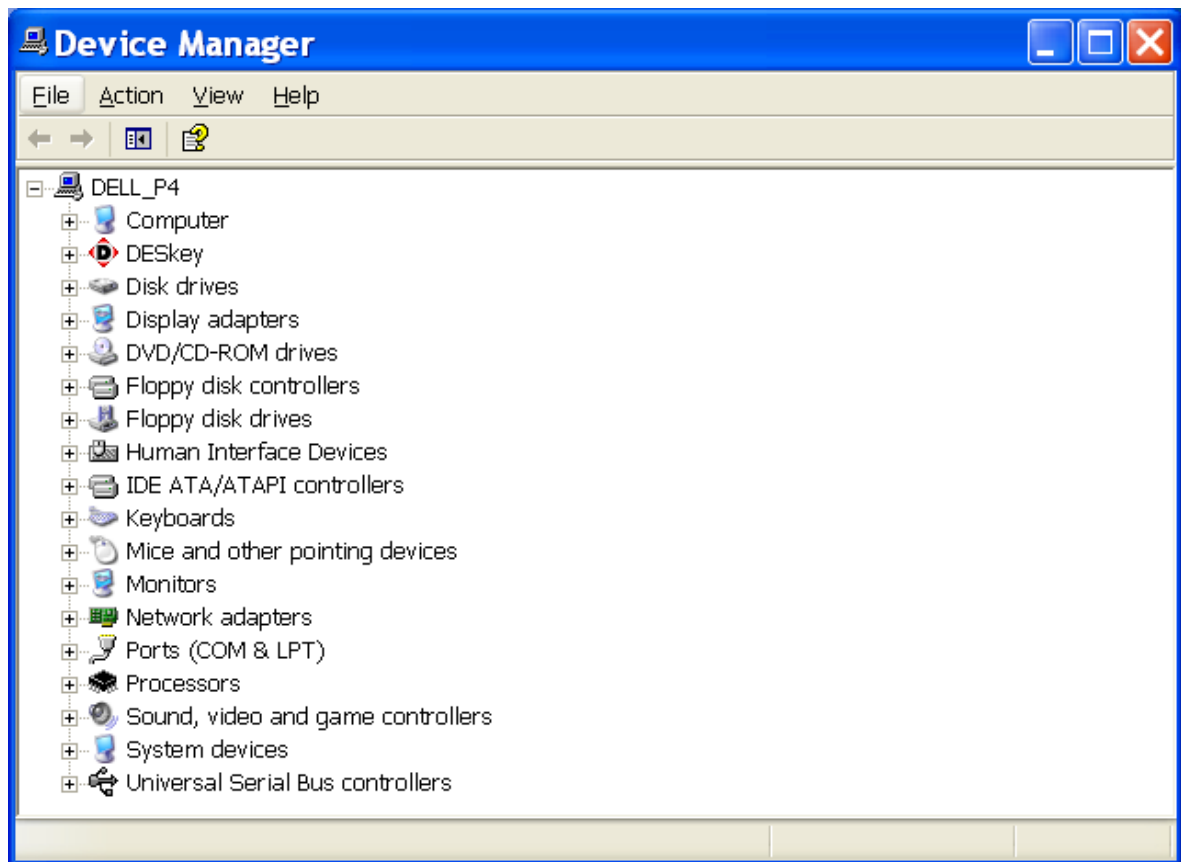 Device Manager
File Action View Help
DELL_P4
Computer
DESkey
Disk drives
Display adapters
DVD/CD-ROM drives
Floppy disk controllers
Floppy disk drives
Human Interface Devices
IDE ATA/ATAPI controllers
Keyboards
Mice and other pointing devices
Monitors
Network adapters
Ports (COM & LPT)
Processors
Sound, video and game controllers
System devices
Universal Serial Bus controllers